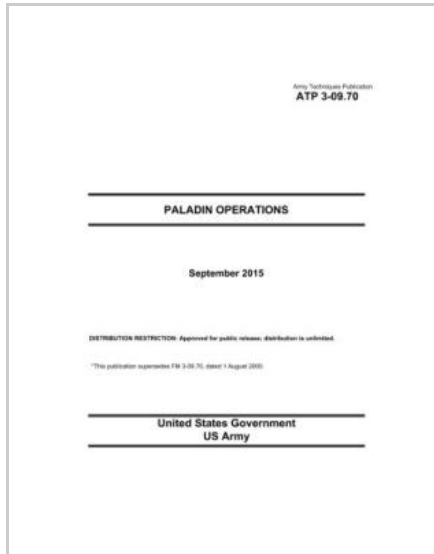 Army Techniques Publication
ATP 3-09.70
PALADIN OPERATIONS
September 2015
DISTRIBUTION RESTRICTION: Approved for public release; distribution is unlimited.
*This publication supersedes FM 3-09.70, dated 1 August 2000.
United States Government
US Army